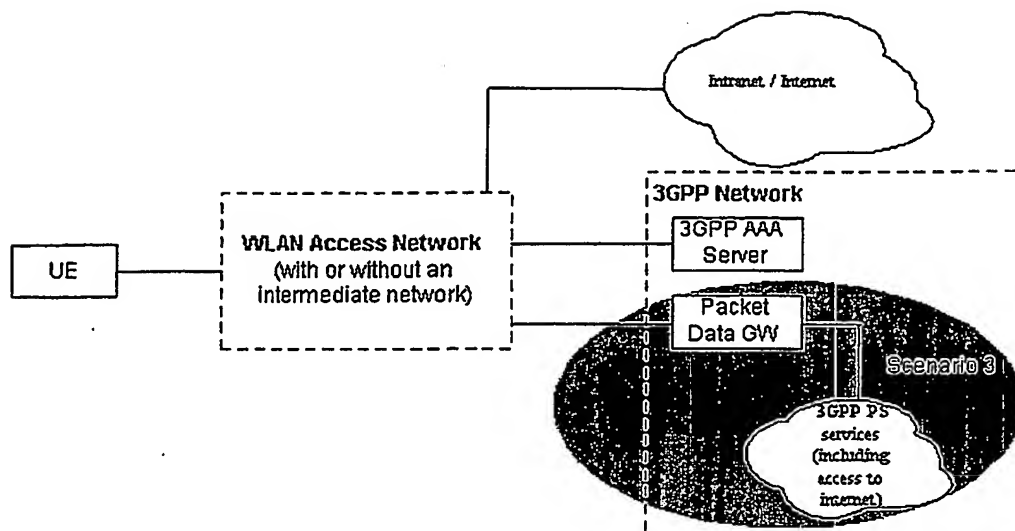 Intranet / Internet
3GPP Network
3GPP AAA
Server
WLAN Access Network
(with or without an
intermediate network)
UE
Packet
Data GW
Scenario 3
3GPP PS
services
(including
access to
internet)